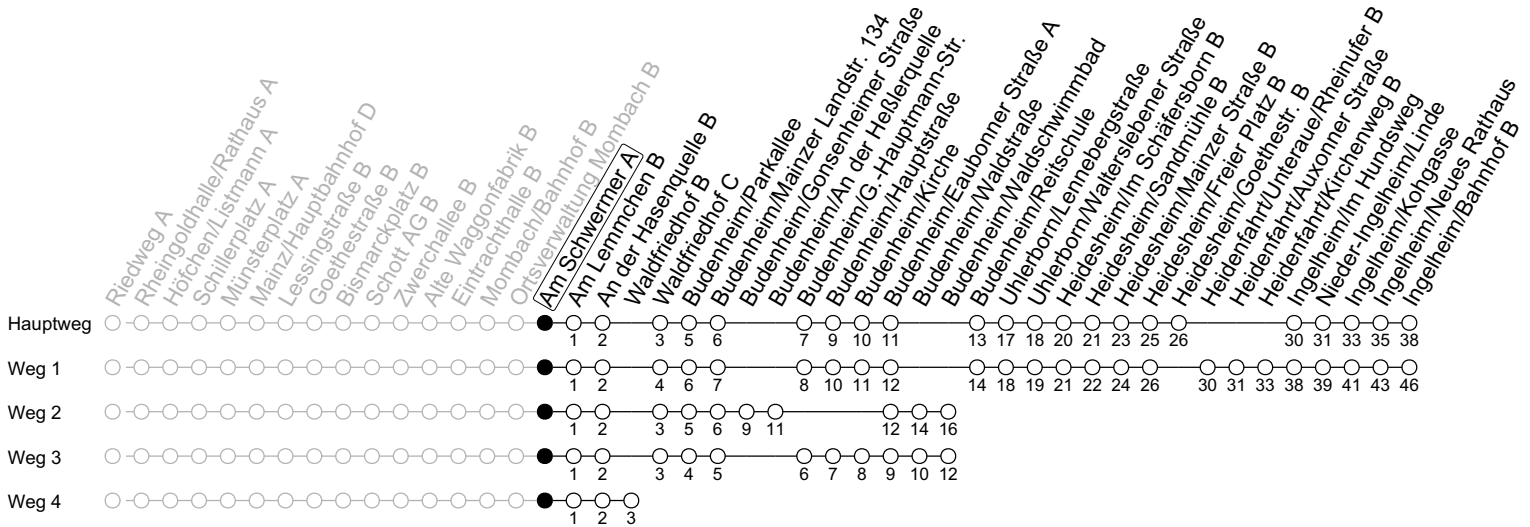 Riedweg A
Rheingoldhalle/Rathaus A
Höfchen/Listmann A
Schillerplatz A
Münsterplatz A
Mainz/Hauptbahnhof D
Lessingstraße B
Goethestraße B
Bismarckplatz B
Schott AG B
Zwerchallee B
Alte Waggonfabrik B
Eintrachthalle B
Mombach/Bahnhof B
Ortsverwaltung Mombach B
Am Schwermer A
Am Lemmchen B
An der Hasenquelle B
Waldfriedhof B
Waldfriedhof C
Budenheim/Parkallee
Budenheim/Mainzer Landstr. 134
Budenheim/Gonsenheimer Straße
Budenheim/An der Heßlerquelle
Budenheim/G.-Hauptmann-Str.
Budenheim/Hauptstraße
Budenheim/Kirche
Budenheim/Eaubonner Straße A
Budenheim/Waldstraße
Budenheim/Waldschwimmbad
Budenheim/Reitschule
Uhlerborn/Lennebergstraße
Uhlerborn/Walterslebener Straße
Heidesheim/Im Schäfersborn B
Heidesheim/Sandmühle B
Heidesheim/Mainzer Straße B
Heidesheim/Freier Platz B
Heidesheim/Goethestr. B
Heidenfahrt/Unteraue/Rheinufer B
Heidenfahrt/Auxonner Straße
Heidenfahrt/Kirchenweg B
Ingelheim/Im Hundsweg
Nieder-Ingelheim/Linde
Ingelheim/Kohgasse
Ingelheim/Neues Rathaus
Ingelheim/Bahnhof B
Hauptweg
1 2 3 5 6 7 9 10 11 13 17 18 20 21 23 25 26 30 31 33 35 38
Weg 1
1 2 4 6 7 8 10 11 12 14 18 19 21 22 24 26 30 31 33 38 39 41 43 46
Weg 2
1 2 3 5 6 9 11 12 14 16
Weg 3
1 2 3 4 5 6 7 8 9 10 12
Weg 4
1 2 3